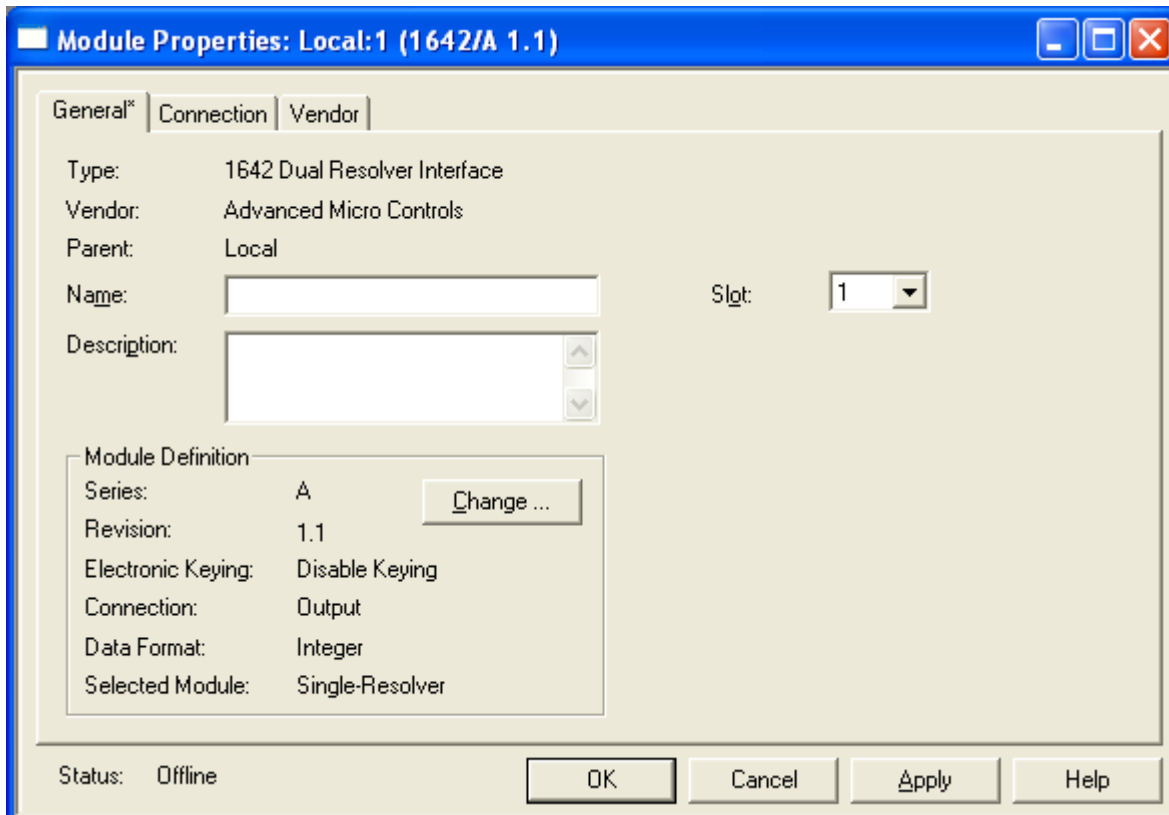 Module Properties: Local:1 (1642/A 1.1)
General* Connection Vendor
Type: 1642 Dual Resolver Interface
Vendor: Advanced Micro Controls
Parent: Local
Name: Slot: 1
Description:
Module Definition
Series: A Change ...
Revision: 1.1
Electronic Keying: Disable Keying
Connection: Output
Data Format: Integer
Selected Module: Single-Resolver
Status: Offline OK Cancel Apply Help